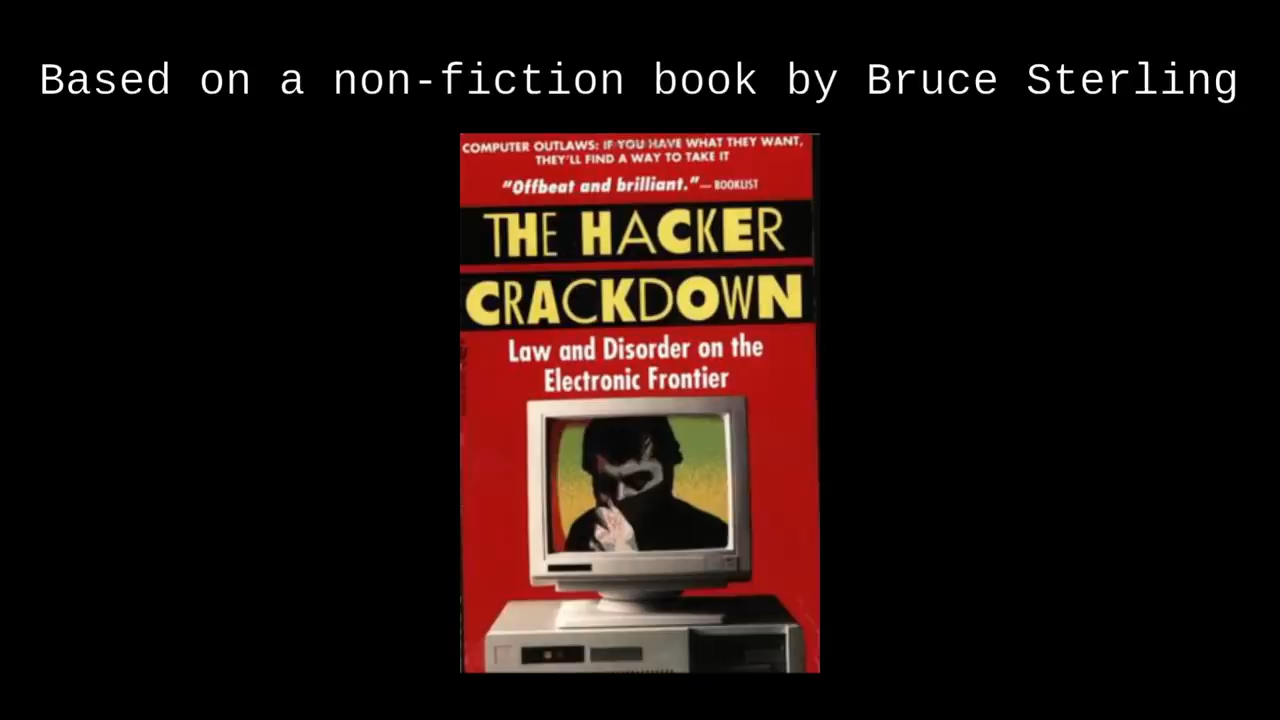 Based on a non-fiction book by Bruce Sterling
COMPUTER OUTLAWS: IF YOU HAVE WHAT THEY WANT,
THEY'LL FIND A WAY TO TAKE IT
"Offbeat and brilliant."— BOOKLIST
THE HACKER
CRACKDOWN
Law and Disorder on the
Electronic Frontier